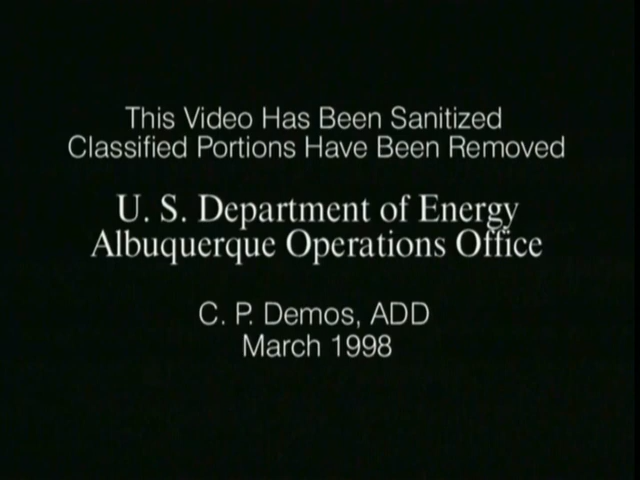 This Video Has Been Sanitized
Classified Portions Have Been Removed
U. S. Department of Energy
Albuquerque Operations Office
C. P. Demos, ADD
March 1998